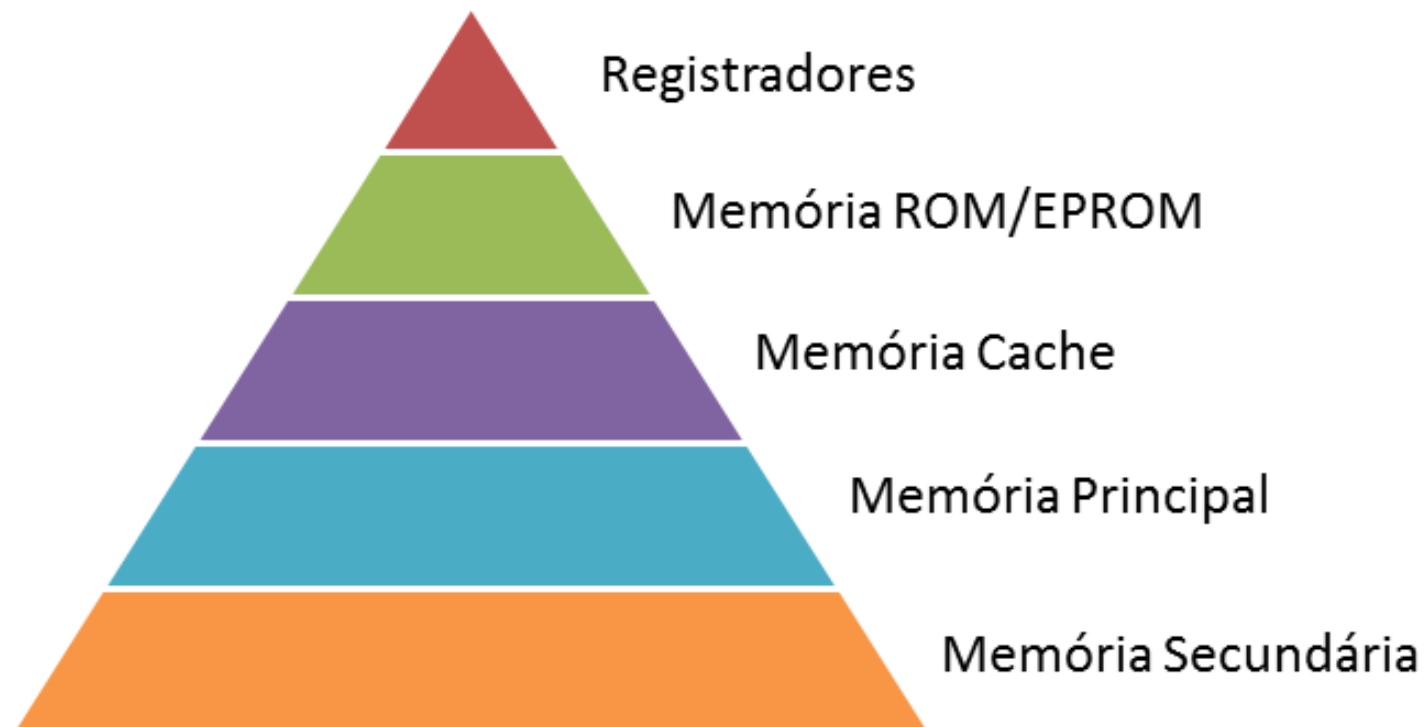 Registradores
Memória ROM/EPROM
Memória Cache
Memória Principal
Memória Secundária